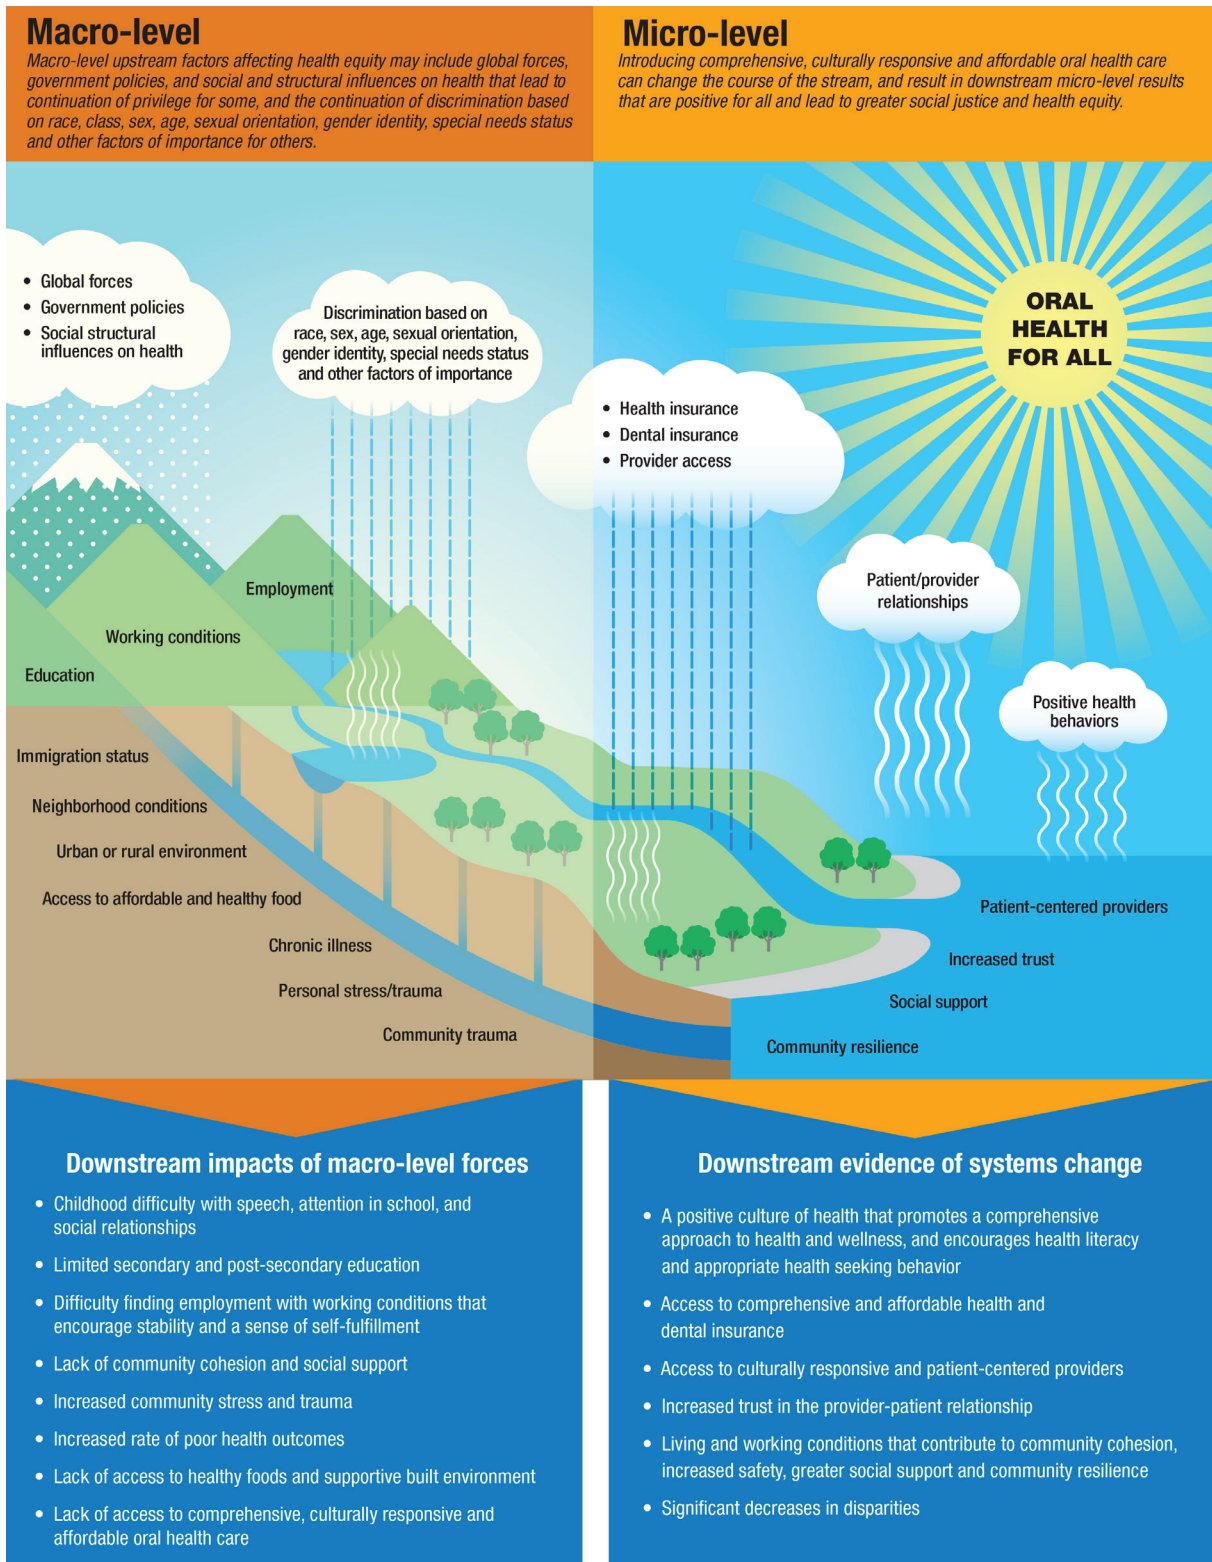 Macro-level
Macro-level upstream factors affecting health equity may include global forces,
government policies, and social and structural influences on health that lead to
continuation of privilege for some, and the continuation of discrimination based
on race, class, sex, age, sexual orientation, gender identity, special needs status
and other factors of importance for others.
Micro-level
Introducing comprehensive, culturally responsive and affordable oral health care
can change the course of the stream, and result in downstream micro-level results
that are positive for all and lead to greater social justice and health equity.
• Global forces
• Government policies
• Social structural
influences on health
Discrimination based on
race, sex, age, sexual orientation,
gender identity, special needs status
and other factors of importance
• Health insurance
• Dental insurance
• Provider access
ORAL
HEALTH
FOR ALL
Patient/provider
relationships
Positive health
behaviors
Employment
Working conditions
Education
Immigration status
Neighborhood conditions
Urban or rural environment
Access to affordable and healthy food
Chronic illness
Personal stress/trauma
Community trauma
Patient-centered providers
Increased trust
Social support
Community resilience
Downstream impacts of macro-level forces
• Childhood difficulty with speech, attention in school, and
social relationships
• Limited secondary and post-secondary education
• Difficulty finding employment with working conditions that
encourage stability and a sense of self-fulfillment
• Lack of community cohesion and social support
• Increased community stress and trauma
• Increased rate of poor health outcomes
• Lack of access to healthy foods and supportive built environment
• Lack of access to comprehensive, culturally responsive and
affordable oral health care
Downstream evidence of systems change
• A positive culture of health that promotes a comprehensive
approach to health and wellness, and encourages health literacy
and appropriate health seeking behavior
• Access to comprehensive and affordable health and
dental insurance
• Access to culturally responsive and patient-centered providers
• Increased trust in the provider-patient relationship
• Living and working conditions that contribute to community cohesion,
increased safety, greater social support and community resilience
• Significant decreases in disparities